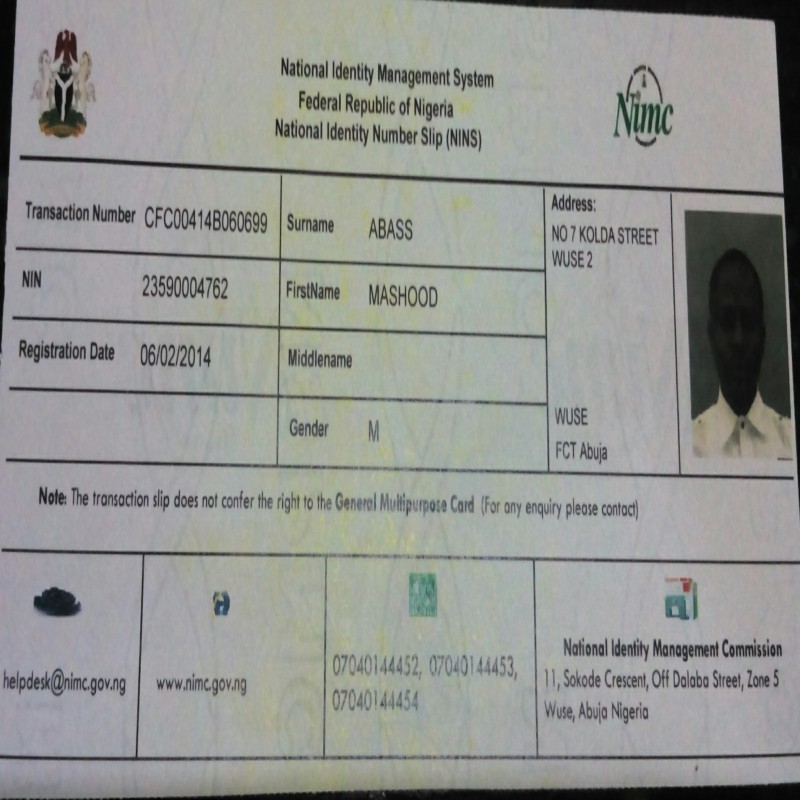 National Identity Management System
Federal Republic of Nigeria
National Identity Number Slip (NINS)
Nimc
Transaction Number CFC00414B060699
Surname ABASS
Address:
NO 7 KOLDA STREET
WUSE 2
NIN 23590004762
FirstName MASHOOD
Registration Date 06/02/2014
Middlename
Gender M
WUSE
FCT Abuja
Note: The transaction slip does not confer the right to the General Multipurpose Card (For any enquiry please contact)
helpdesk@nimc.gov.ng
www.nimc.gov.ng
07040144452, 07040144453,
07040144454
National Identity Management Commission
11, Sokode Crescent, Off Dalaba Street, Zone 5
Wuse, Abuja Nigeria